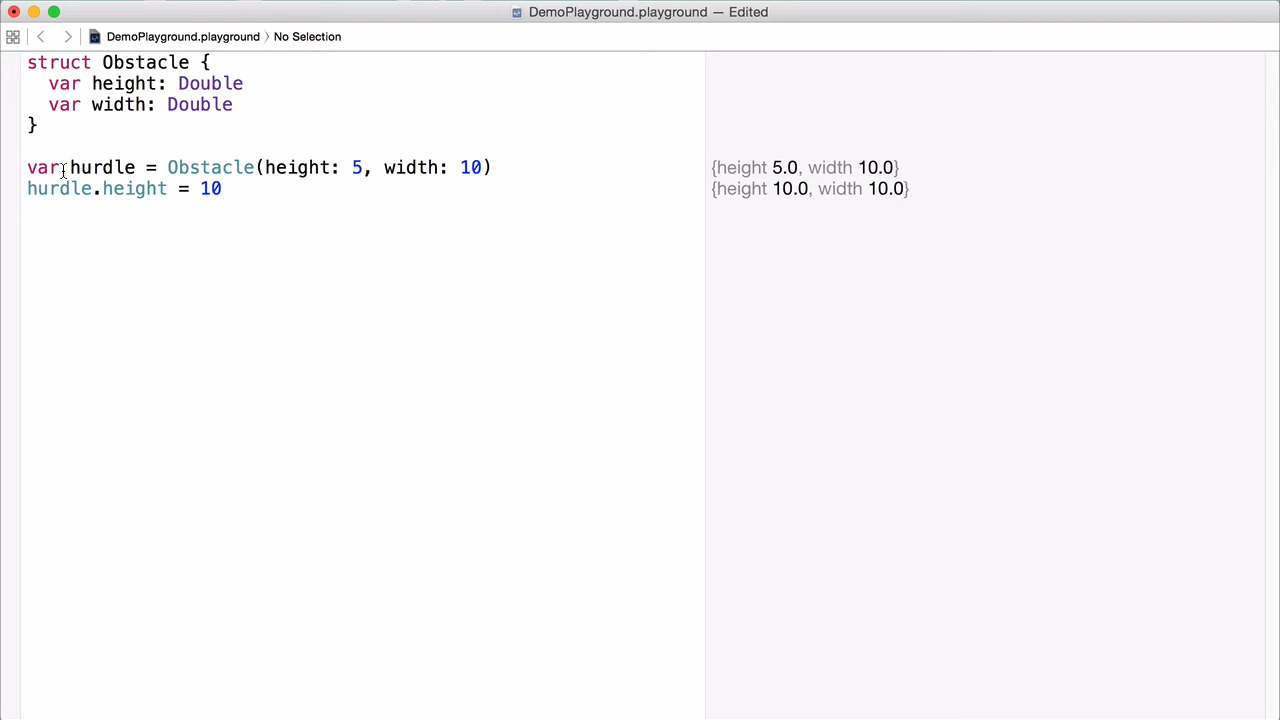 DemoPlayground.playground — Edited
DemoPlayground.playground 〉 No Selection
struct Obstacle {
  var height: Double
  var width: Double
}
var hurdle = Obstacle(height: 5, width: 10)
{height 5.0, width 10.0}
hurdle.height = 10
{height 10.0, width 10.0}